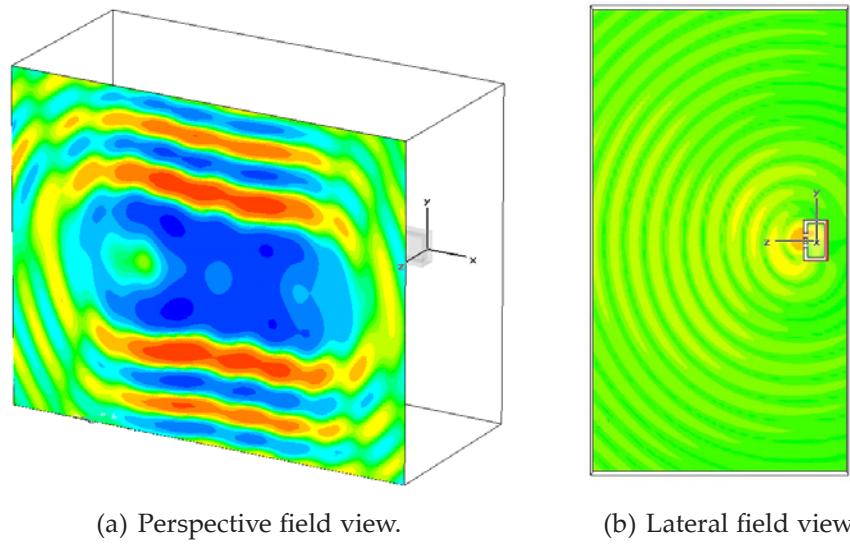 y
x
z
y
z
x
(a) Perspective field view.
(b) Lateral field view